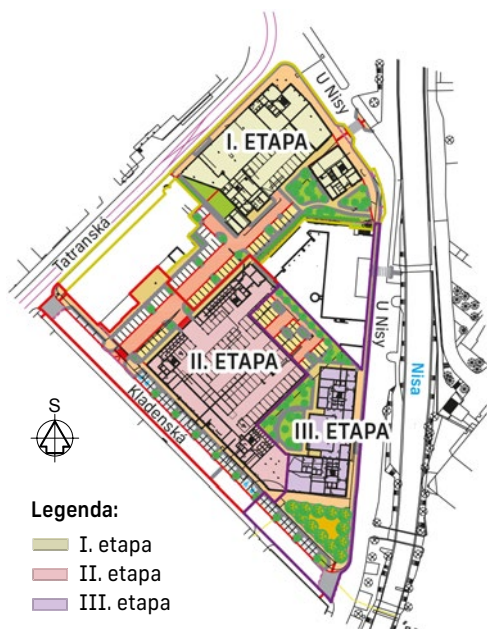 U Nisy
I. ETAPA
Tatranská
U Nisy
II. ETAPA
Nisa
Kladenská
III. ETAPA
S
Legenda:
I. etapa
II. etapa
III. etapa